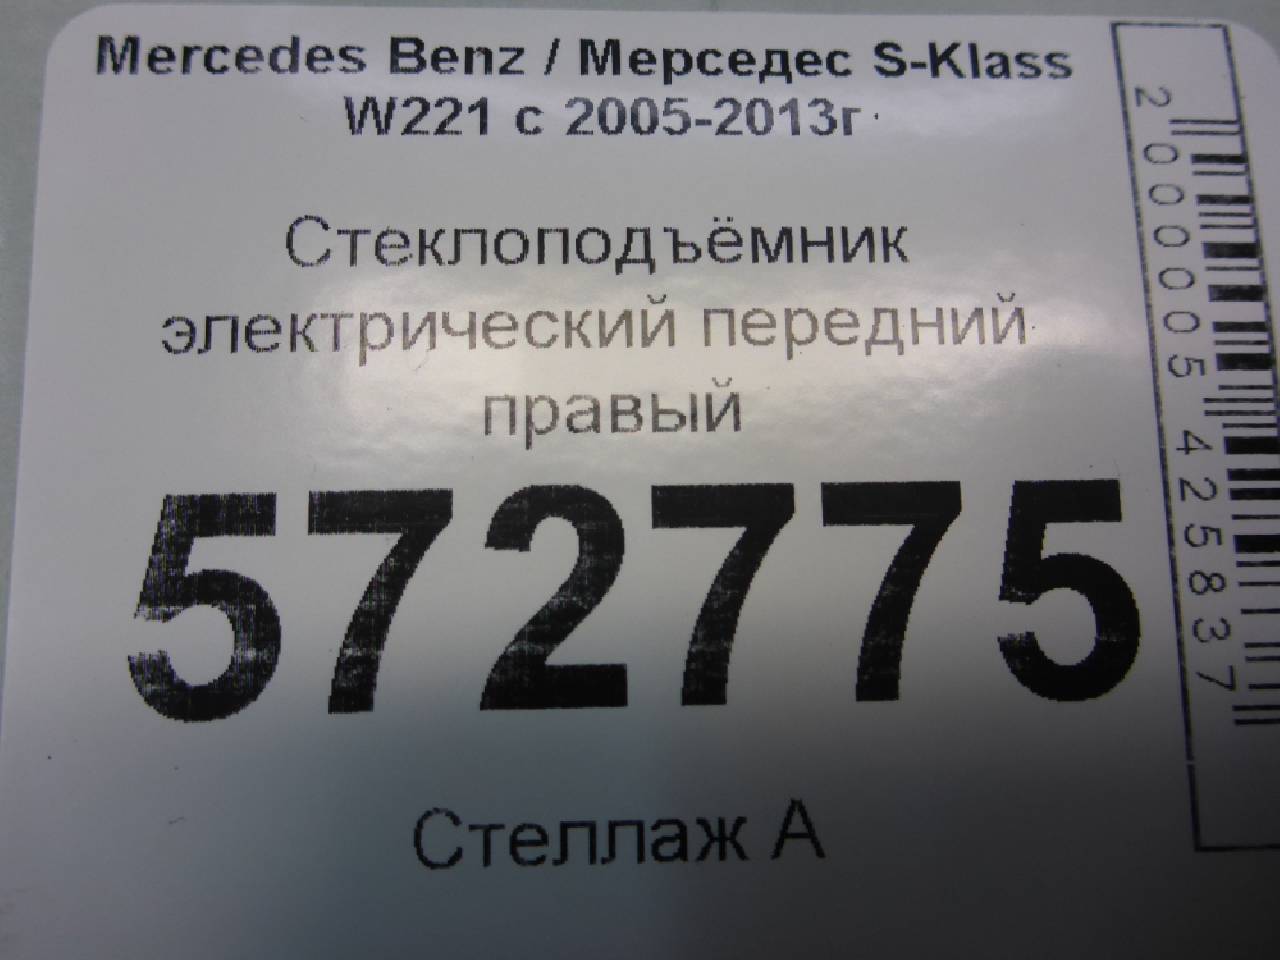 Mercedes Benz / Мерседес S-Klass
W221 с 2005-2013г
Стеклоподъёмник
электрический передний
правый
572775
Стеллаж А
2000005425837